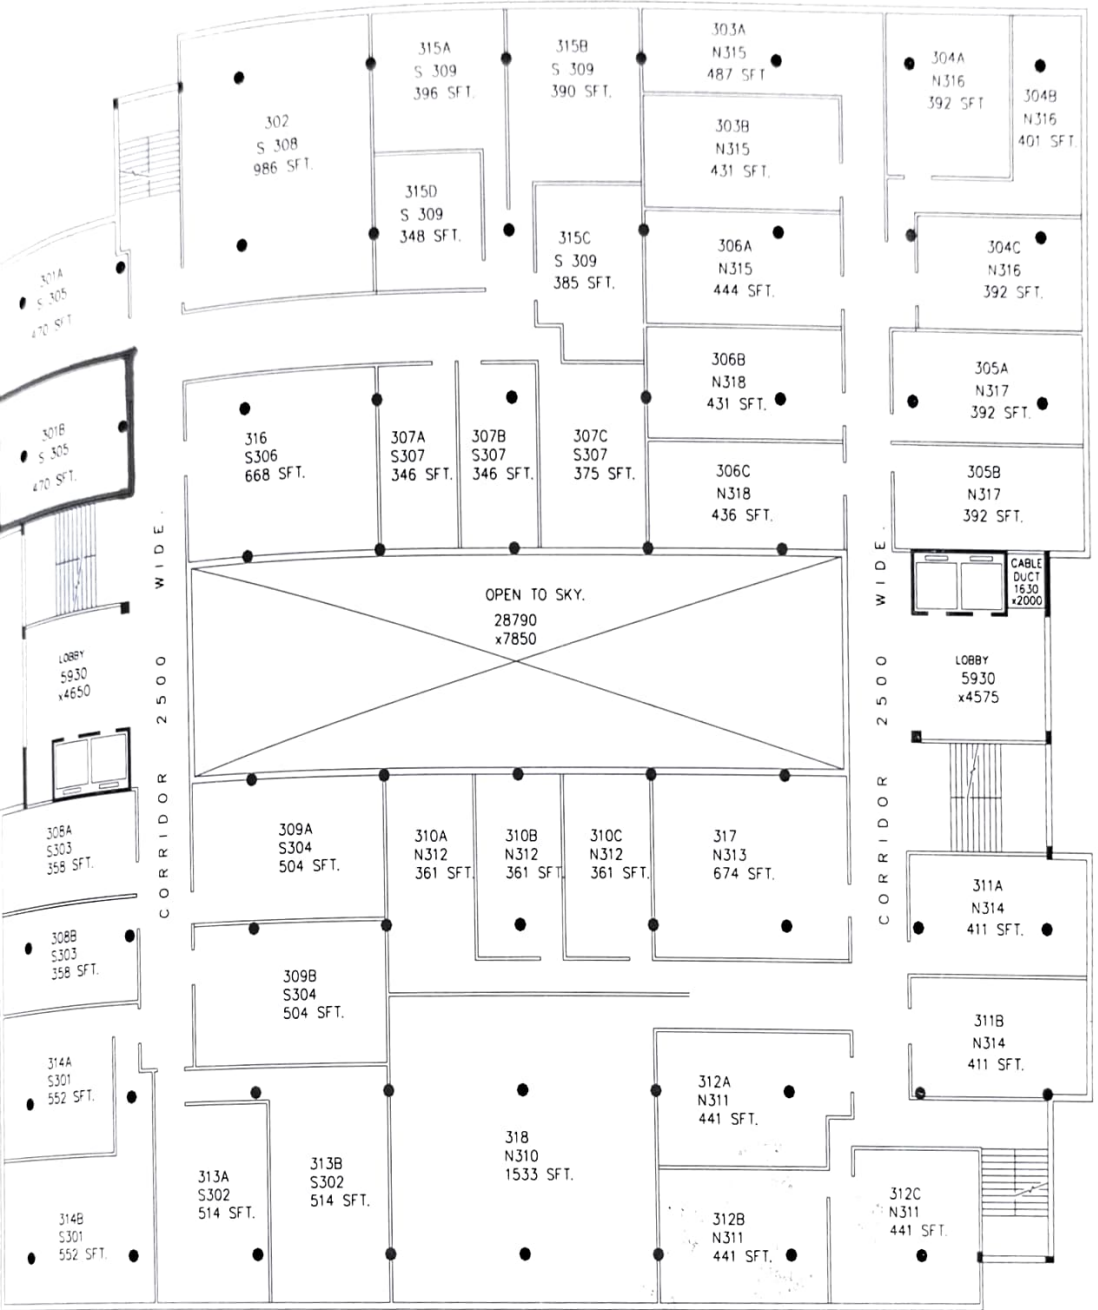 315A
S 309
396 SFT.
315B
S 309
390 SFT.
303A
N315
487 SFT
304A
N316
392 SFT
304B
N316
401 SFT.
302
S 308
986 SFT.
303B
N315
431 SFT.
315D
S 309
348 SFT.
315C
S 309
385 SFT.
306A
N315
444 SFT.
304C
N316
392 SFT.
301A
S 305
470 SFT
306B
N318
431 SFT.
305A
N317
392 SFT.
301B
S 305
470 SFT.
316
S306
668 SFT.
307A
S307
346 SFT.
307B
S307
346 SFT.
307C
S307
375 SFT.
306C
N318
436 SFT.
305B
N317
392 SFT.
CORRIDOR 2500 WIDE.
OPEN TO SKY.
28790
x7850
CORRIDOR 2500 WIDE.
CABLE
DUCT
1630
x2000
LOBBY
5930
x4650
LOBBY
5930
x4575
308A
S303
358 SFT.
309A
S304
504 SFT.
310A
N312
361 SFT.
310B
N312
361 SFT.
310C
N312
361 SFT.
317
N313
674 SFT.
311A
N314
411 SFT.
308B
S303
358 SFT.
309B
S304
504 SFT.
311B
N314
411 SFT.
314A
S301
552 SFT.
312A
N311
441 SFT.
318
N310
1533 SFT.
313A
S302
514 SFT.
313B
S302
514 SFT.
314B
S301
552 SFT.
312B
N311
441 SFT.
312C
N311
441 SFT.